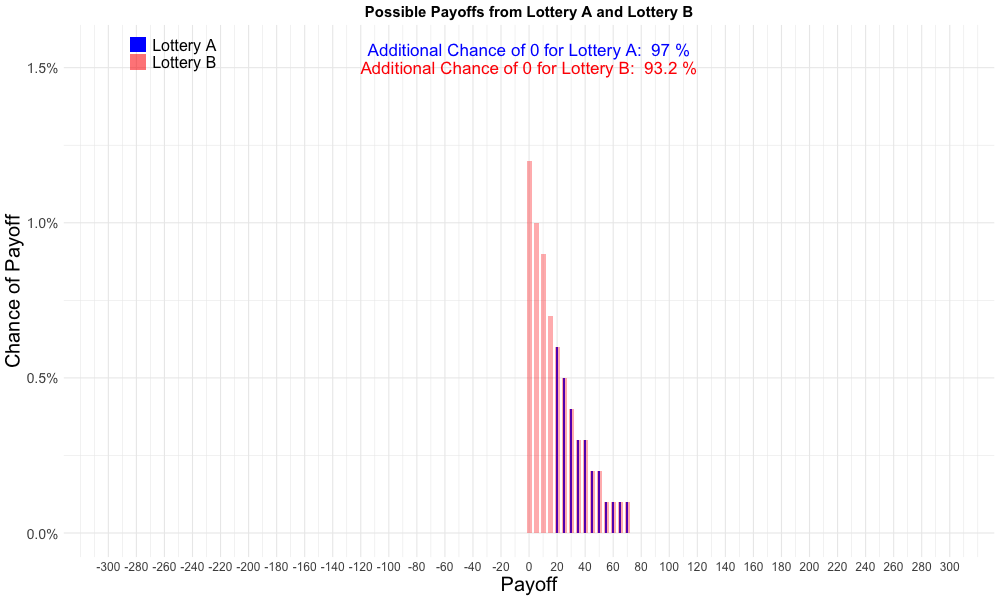 Possible Payoffs from Lottery A and Lottery B
Lottery A
Lottery B
Additional Chance of 0 for Lottery A:  97 %
Additional Chance of 0 for Lottery B:  93.2 %
Chance of Payoff
1.5%
1.0%
0.5%
0.0%
-300 -280 -260 -240 -220 -200 -180 -160 -140 -120 -100 -80 -60 -40 -20 0 20 40 60 80 100 120 140 160 180 200 220 240 260 280 300
Payoff